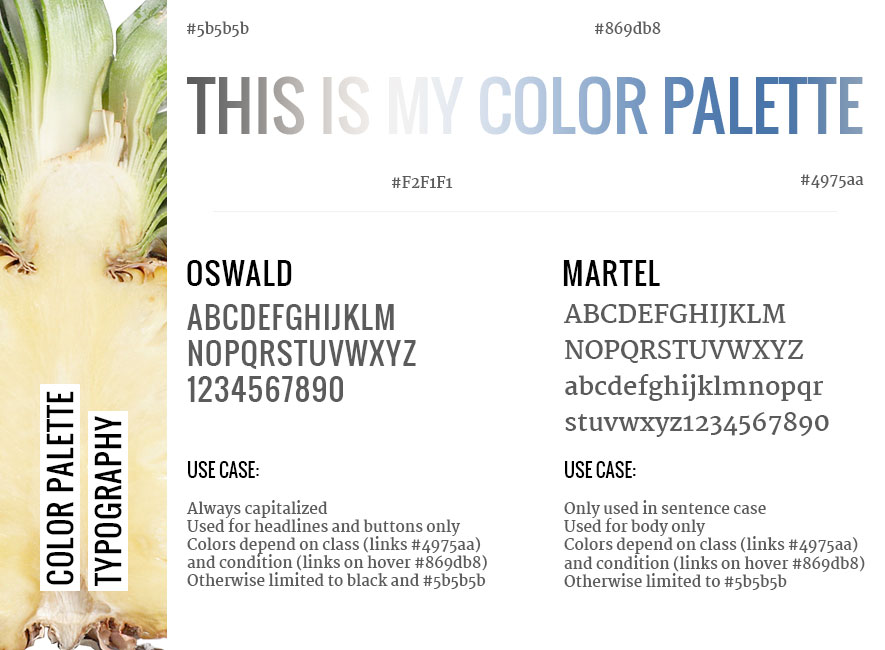 #5b5b5b
#869db8
THIS IS MY COLOR PALETTE
#F2F1F1
#4975aa
OSWALD
ABCDEFGHIJKLM
NOPQRSTUVWXYZ
1234567890
USE CASE:
Always capitalized
Used for headlines and buttons only
Colors depend on class (links #4975aa)
and condition (links on hover #869db8)
Otherwise limited to black and #5b5b5b
MARTEL
ABCDEFGHIJKLM
NOPQRSTUVWXYZ
abcdefghijklmnopqr
stuvwxyz1234567890
USE CASE:
Only used in sentence case
Used for body only
Colors depend on class (links #4975aa)
and condition (links on hover #869db8)
Otherwise limited to #5b5b5b
COLOR PALETTE
TYPOGRAPHY